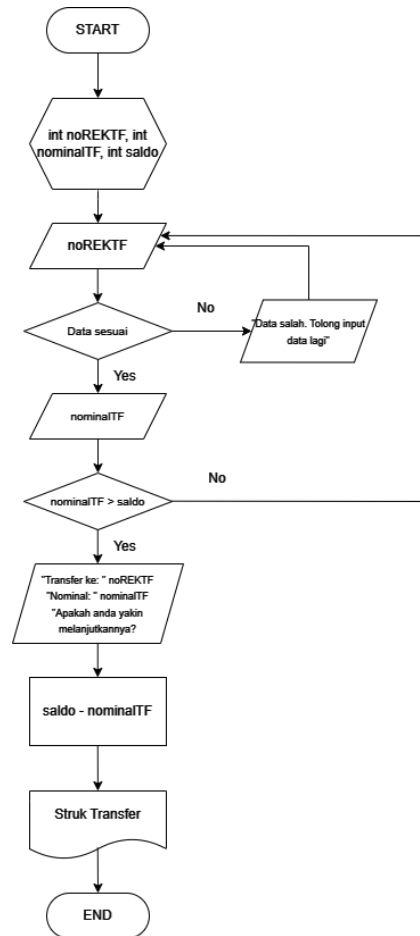 START
int noREKTF, int
nominalTF, int saldo
noREKTF
Data sesuai
No
"Data salah. Tolong input
data lagi"
Yes
nominalTF
nominalTF > saldo
No
Yes
"Transfer ke: " noREKTF
"Nominal: " nominalTF
"Apakah anda yakin
melanjutkannya?
saldo - nominalTF
Struk Transfer
END